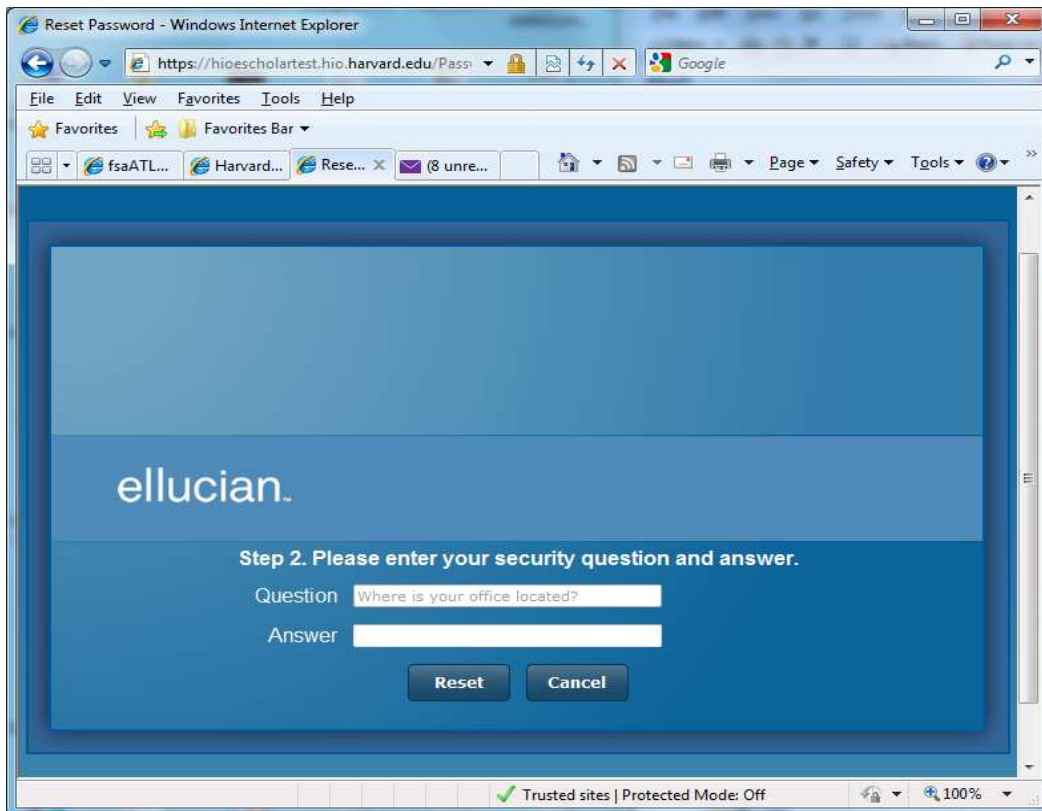 Reset Password - Windows Internet Explorer
https://hioescholartest.hio.harvard.edu/Pass Google
File Edit View Favorites Tools Help
Favorites Favorites Bar
fsaATL... Harvard... Rese... X (8 unre... Page Safety Tools »
ellucian™
Step 2. Please enter your security question and answer.
Question Where is your office located?
Answer
Reset Cancel
Trusted sites | Protected Mode: Off 100%